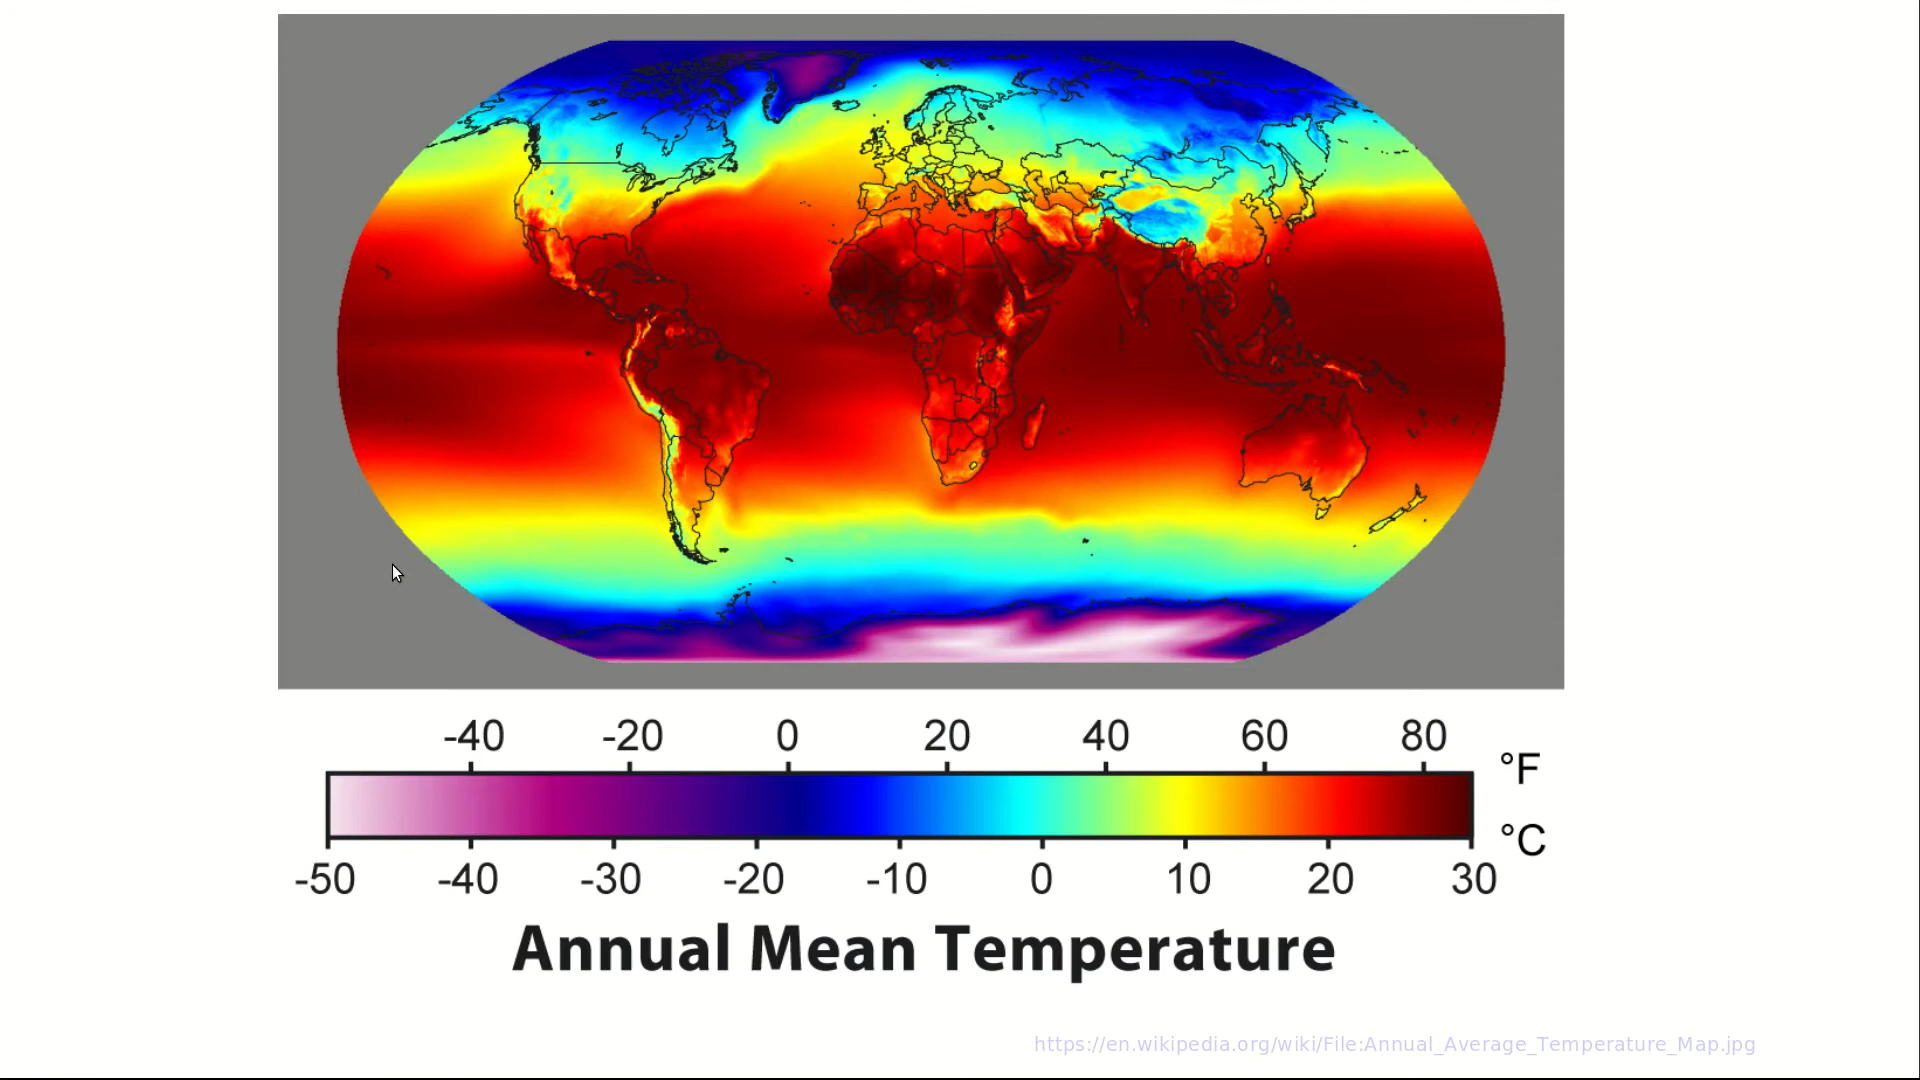 -40 -20 0 20 40 60 80
°F
°C
-50 -40 -30 -20 -10 0 10 20 30
Annual Mean Temperature
https://en.wikipedia.org/wiki/File:Annual_Average_Temperature_Map.jpg